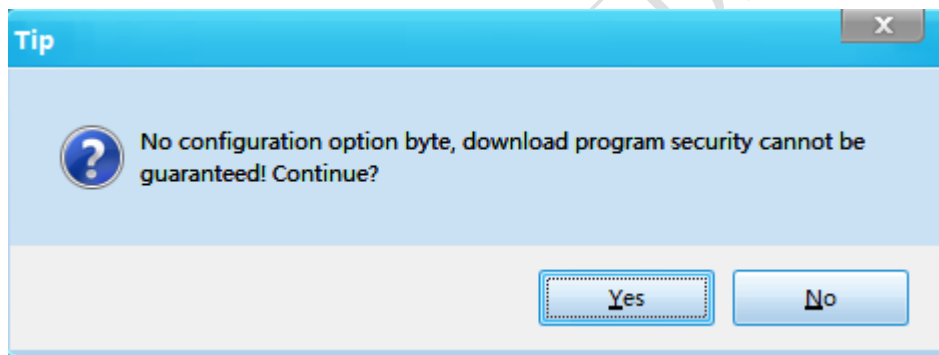 Tip
x
No configuration option byte, download program security cannot be
guaranteed! Continue?
Yes
No